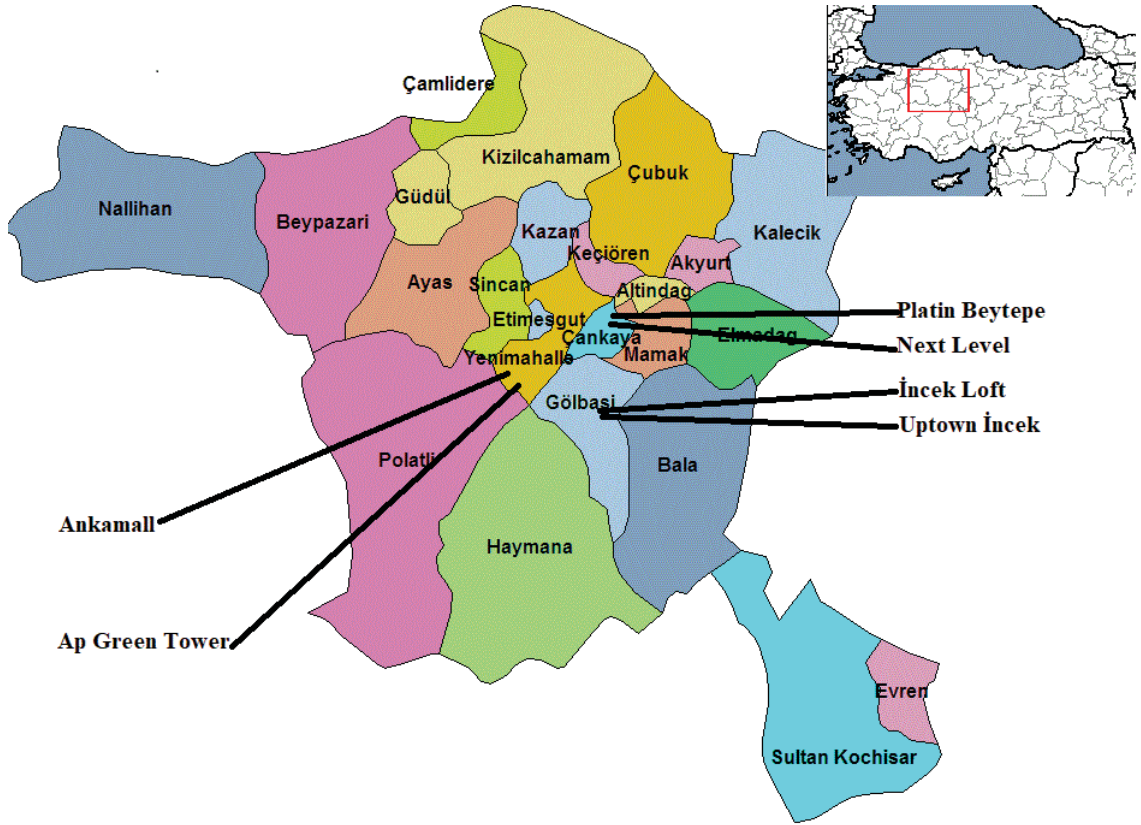 Çamlidere
Kizilcahamam
Çubuk
Güdül
Nallihan
Beypazari
Kazan
Kalecik
Keçiören
Akyurt
Ayas
Sincan
Altindag
Platin Beytepe
Etimesgut
Çankaya
Elmadag
Next Level
Yenimahalle
Mamak
İncek Loft
Gölbasi
Uptown İncek
Polatli
Bala
Ankamall
Haymana
Ap Green Tower
Evren
Sultan Kochisar